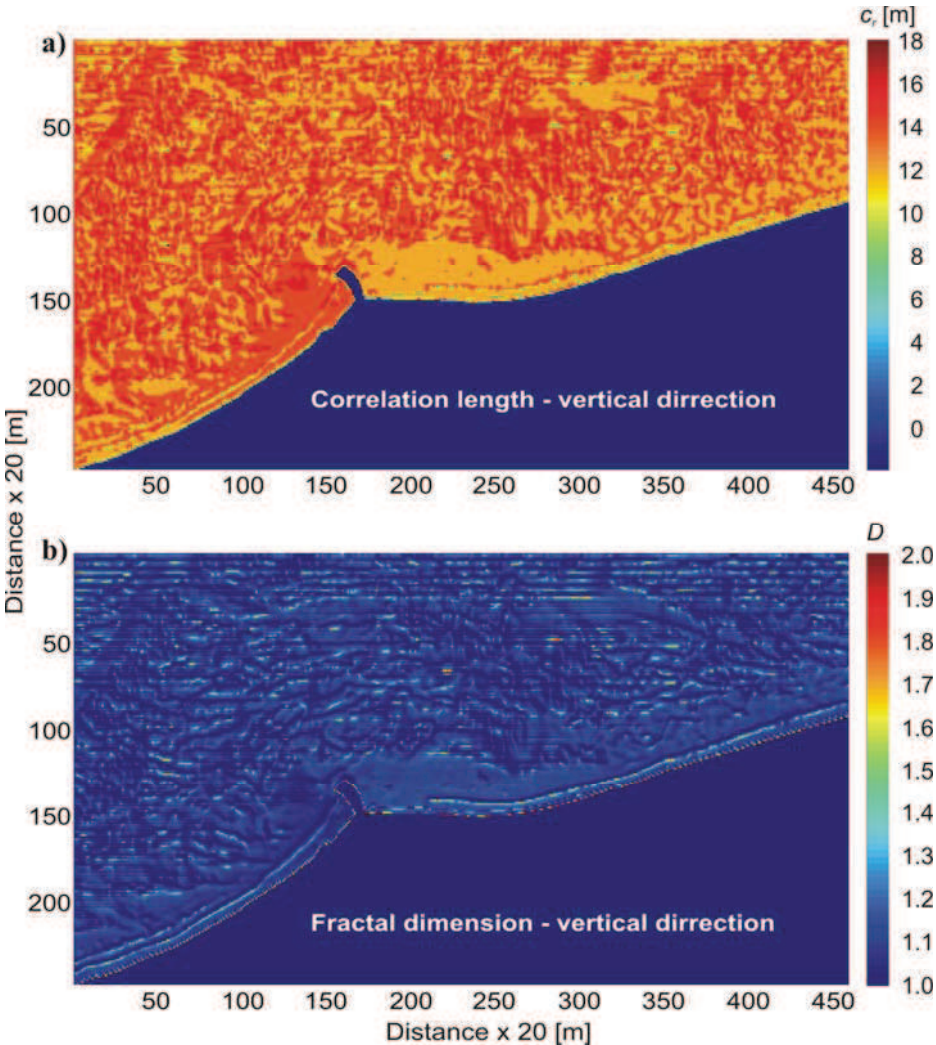 c_r [m]
a)
18
16
14
12
10
8
6
4
2
0
50
100
150
200
Correlation length - vertical dirrection
50 100 150 200 250 300 350 400 450
Distance x 20 [m]
b)
D
2.0
1.9
1.8
1.7
1.6
1.5
1.4
1.3
1.2
1.1
1.0
50
100
150
200
Fractal dimension - vertical dirrection
50 100 150 200 250 300 350 400 450
Distance x 20 [m]